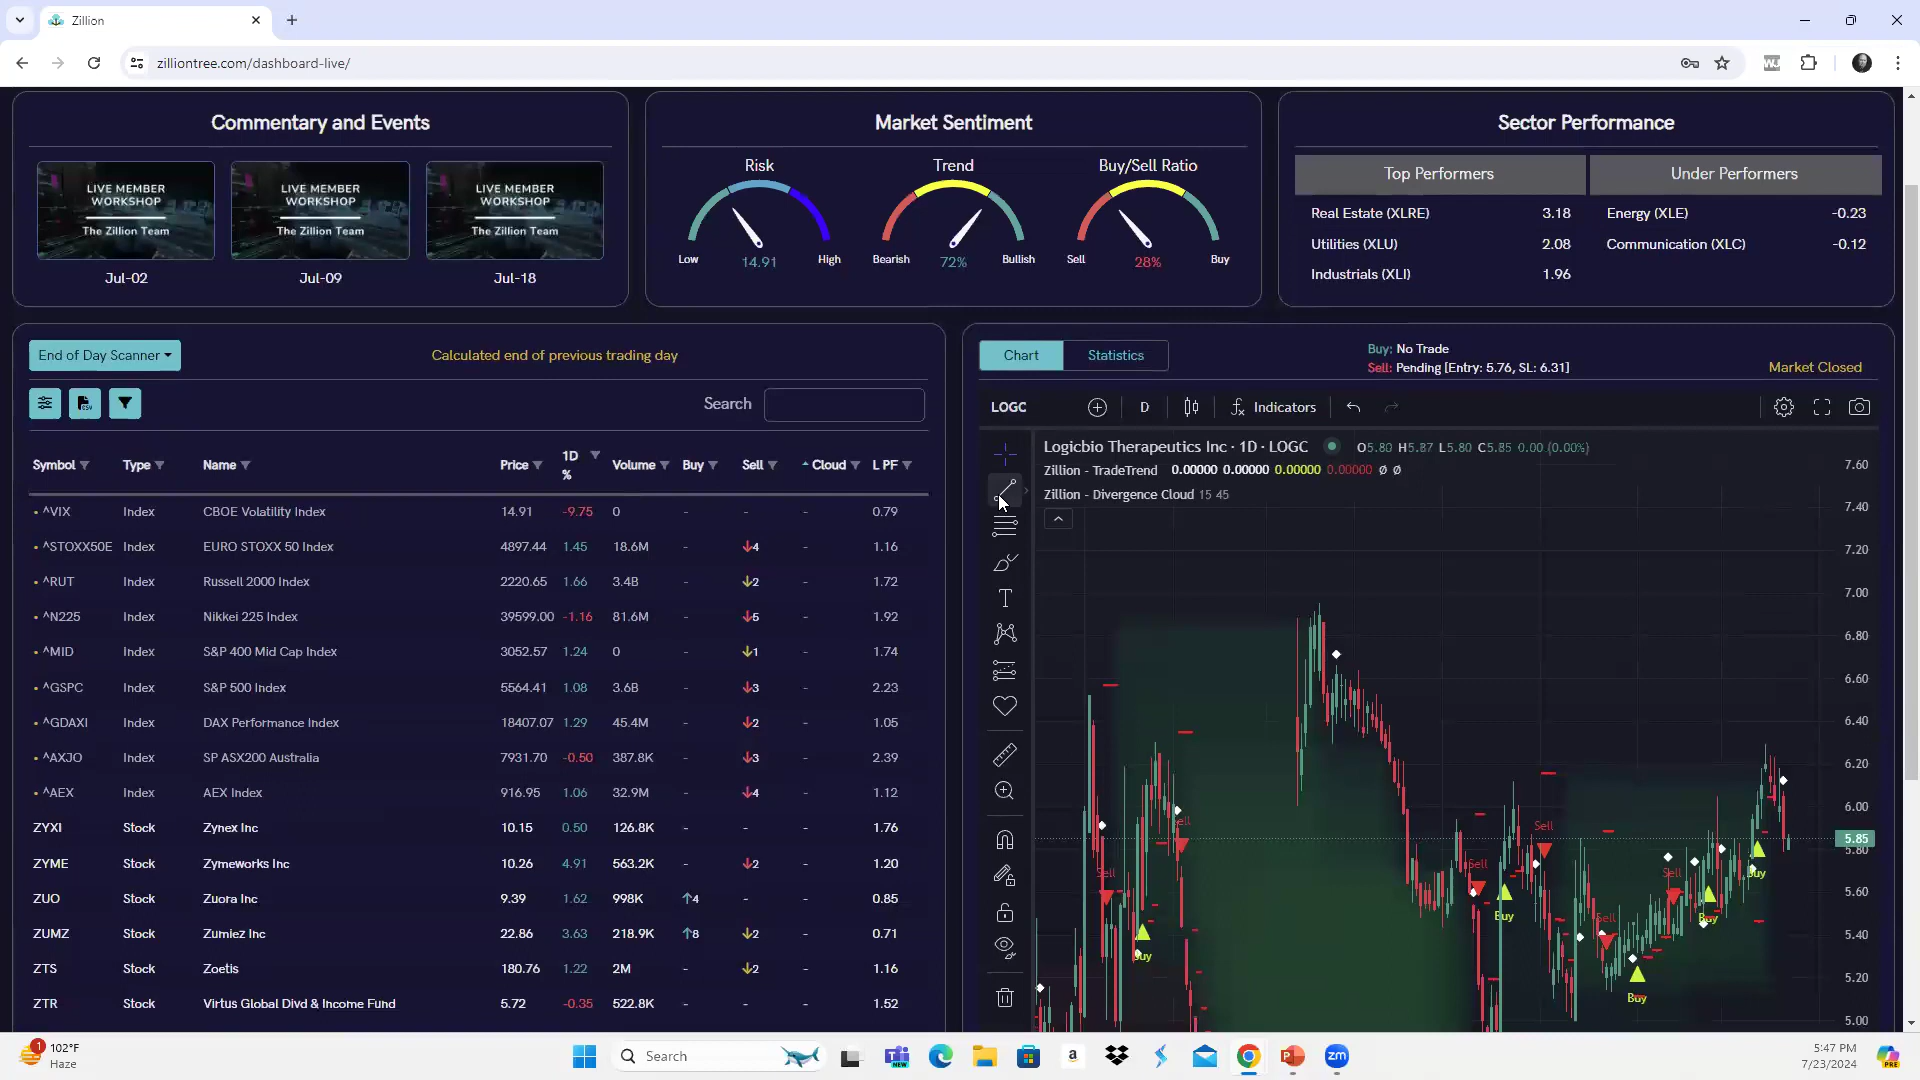 Zillion
zilliontree.com/dashboard-live/
Commentary and Events
LIVE MEMBER
WORKSHOP
The Zillion Team
Jul-02
LIVE MEMBER
WORKSHOP
The Zillion Team
Jul-09
LIVE MEMBER
WORKSHOP
The Zillion Team
Jul-18
Market Sentiment
Risk
Low 14.91 High
Trend
Bearish 72% Bullish
Buy/Sell Ratio
Sell 28% Buy
Sector Performance
Top Performers
Real Estate (XLRE) 3.18
Utilities (XLU) 2.08
Industrials (XLI) 1.96
Under Performers
Energy (XLE) -0.23
Communication (XLC) -0.12
End of Day Scanner
Calculated end of previous trading day
Search
Symbol Type Name Price 1D % Volume Buy Sell Cloud L PF
^VIX Index CBOE Volatility Index 14.91 -9.75 0 - - - 0.79
^STOXX50E Index EURO STOXX 50 Index 4897.44 1.45 18.6M - 4 - 1.16
^RUT Index Russell 2000 Index 2220.65 1.66 3.4B - 2 - 1.72
^N225 Index Nikkei 225 Index 39599.00 -1.16 81.6M - 5 - 1.92
^MID Index S&P 400 Mid Cap Index 3052.57 1.24 0 - 1 - 1.74
^GSPC Index S&P 500 Index 5564.41 1.08 3.6B - 3 - 2.23
^GDAXI Index DAX Performance Index 18407.07 1.29 45.4M - 2 - 1.05
^AXJO Index SP ASX200 Australia 7931.70 -0.50 387.8K - 3 - 2.39
^AEX Index AEX Index 916.95 1.06 32.9M - 4 - 1.12
ZYXI Stock Zynex Inc 10.15 0.50 126.8K - - - 1.76
ZYME Stock Zymeworks Inc 10.26 4.91 563.2K - 2 - 1.20
ZUO Stock Zuora Inc 9.39 1.62 998K 4 - - 0.85
ZUMZ Stock Zumiez Inc 22.86 3.63 218.9K 8 2 - 0.71
ZTS Stock Zoetis 180.76 1.22 2M - 2 - 1.16
ZTR Stock Virtus Global Divd & Income Fund 5.72 -0.35 522.8K - - - 1.52
Chart Statistics
Buy: No Trade
Sell: Pending [Entry: 5.76, SL: 6.31]
Market Closed
LOGC D Indicators
Logicbio Therapeutics Inc · 1D · LOGC O5.80 H5.87 L5.80 C5.85 0.00 (0.00%)
Zillion - TradeTrend 0.00000 0.00000 0.00000 0.00000 Ø Ø
Zillion - Divergence Cloud 15 45
7.60
7.40
7.20
7.00
6.80
6.60
6.40
6.20
6.00
5.85
5.80
5.60
5.40
5.20
5.00
Sell
Sell
Buy
Sell
Buy
Sell
Sell
Buy
Sell
Buy
Buy
102°F
Haze
1
Search
NEW
a
zm
5:47 PM
7/23/2024
PRE